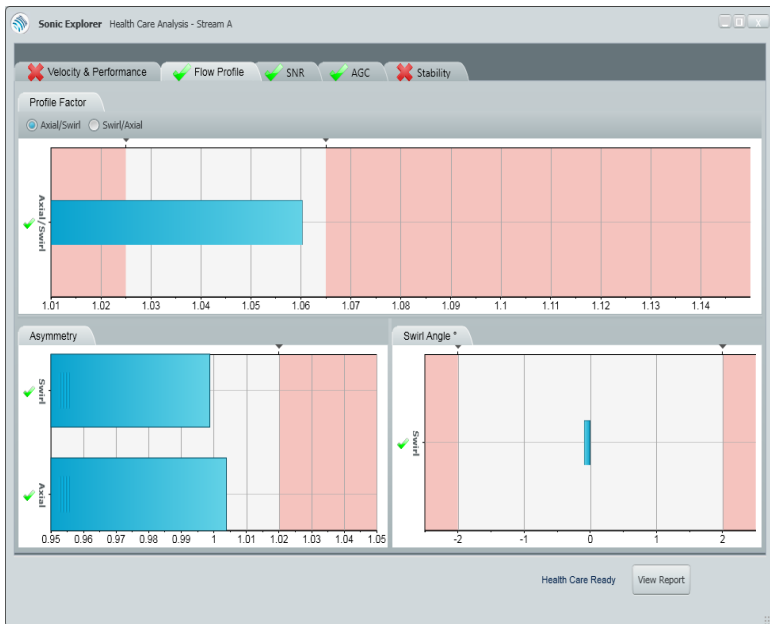 Sonic Explorer Health Care Analysis - Stream A
Velocity & Performance Flow Profile SNR AGC Stability
Profile Factor
Axial/Swirl Swirl/Axial
Axial/Swirl
1.01 1.02 1.03 1.04 1.05 1.06 1.07 1.08 1.09 1.1 1.11 1.12 1.13 1.14
Asymmetry
Swirl
Axial
0.95 0.96 0.97 0.98 0.99 1 1.01 1.02 1.03 1.04 1.05
Swirl Angle *
Swirl
-2 -1 0 1 2
Health Care Ready View Report